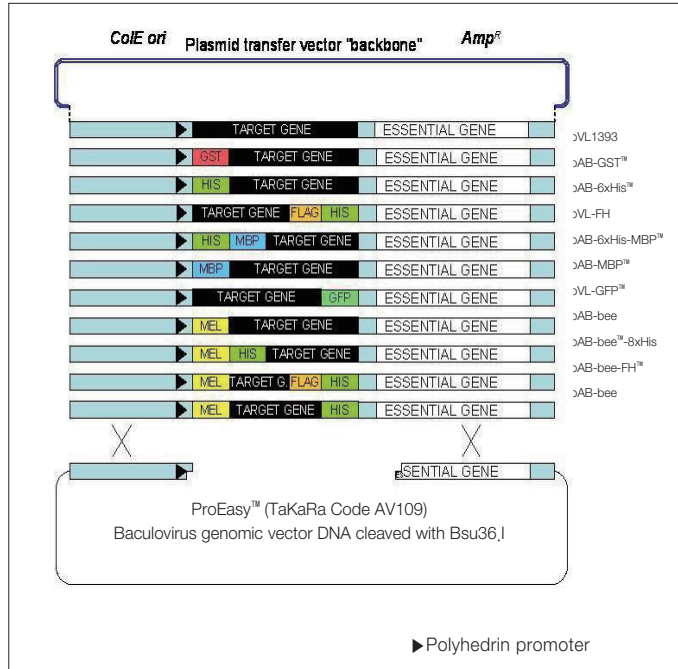 ColE ori Plasmid transfer vector "backbone" Amp^R
TARGET GENE ESSENTIAL GENE
pVL1393
GST TARGET GENE ESSENTIAL GENE
pAB-GST™
HIS TARGET GENE ESSENTIAL GENE
pAB-6xHis™
TARGET GENE FLAG HIS ESSENTIAL GENE
pVL-FH
HIS MBP TARGET GENE ESSENTIAL GENE
pAB-6xHis-MBP™
MBP TARGET GENE ESSENTIAL GENE
pAB-MBP™
TARGET GENE GFP ESSENTIAL GENE
pVL-GFP™
MEL TARGET GENE ESSENTIAL GENE
pAB-bee
MEL HIS TARGET GENE ESSENTIAL GENE
pAB-bee™-8xHis
MEL TARGET G. FLAG HIS ESSENTIAL GENE
pAB-bee-FH™
MEL TARGET GENE HIS ESSENTIAL GENE
pAB-bee
ESSENTIAL GENE
ProEasy™ (TaKaRa Code AV109)
Baculovirus genomic vector DNA cleaved with Bsu36,I
▶Polyhedrin promoter